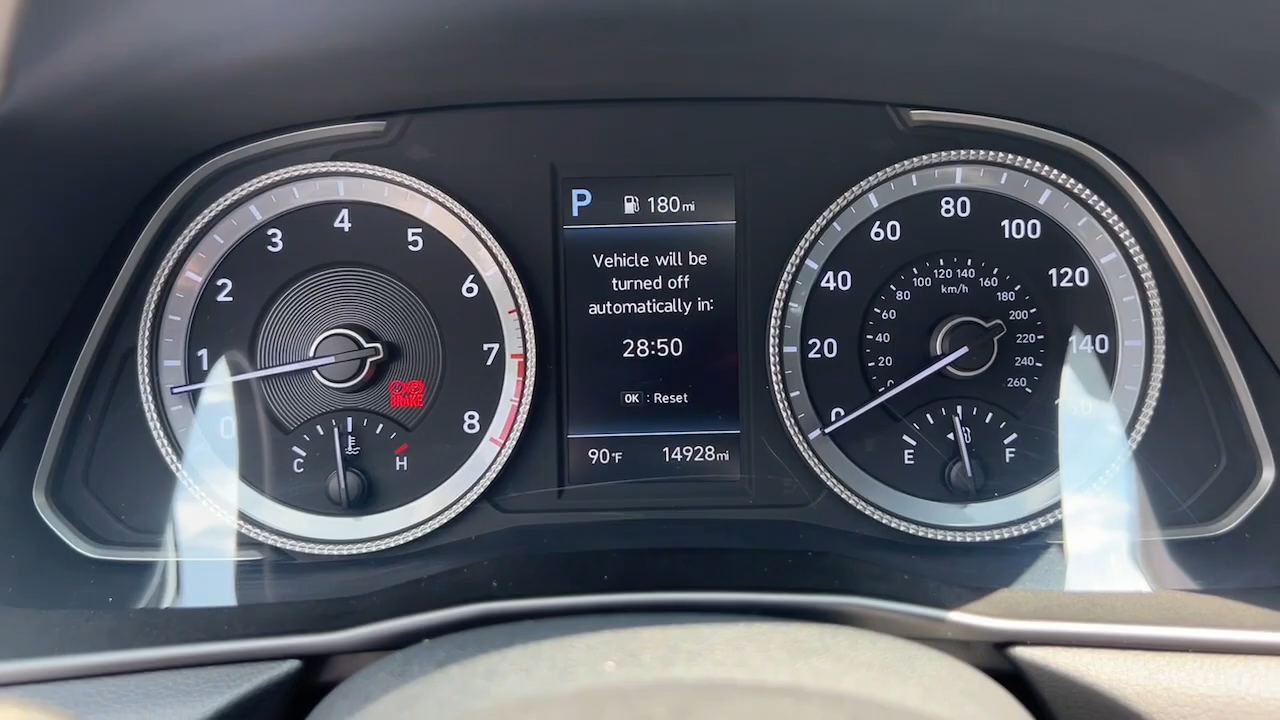 0
1
2
3
4
5
6
7
8
BRAKE
C
H
P
180mi
Vehicle will be
turned off
automatically in:
28:50
OK : Reset
90°F
14928mi
0
20
40
60
80
100
120
140
0
20
40
60
80
100
120
140
160
180
200
220
240
260
km/h
E
F